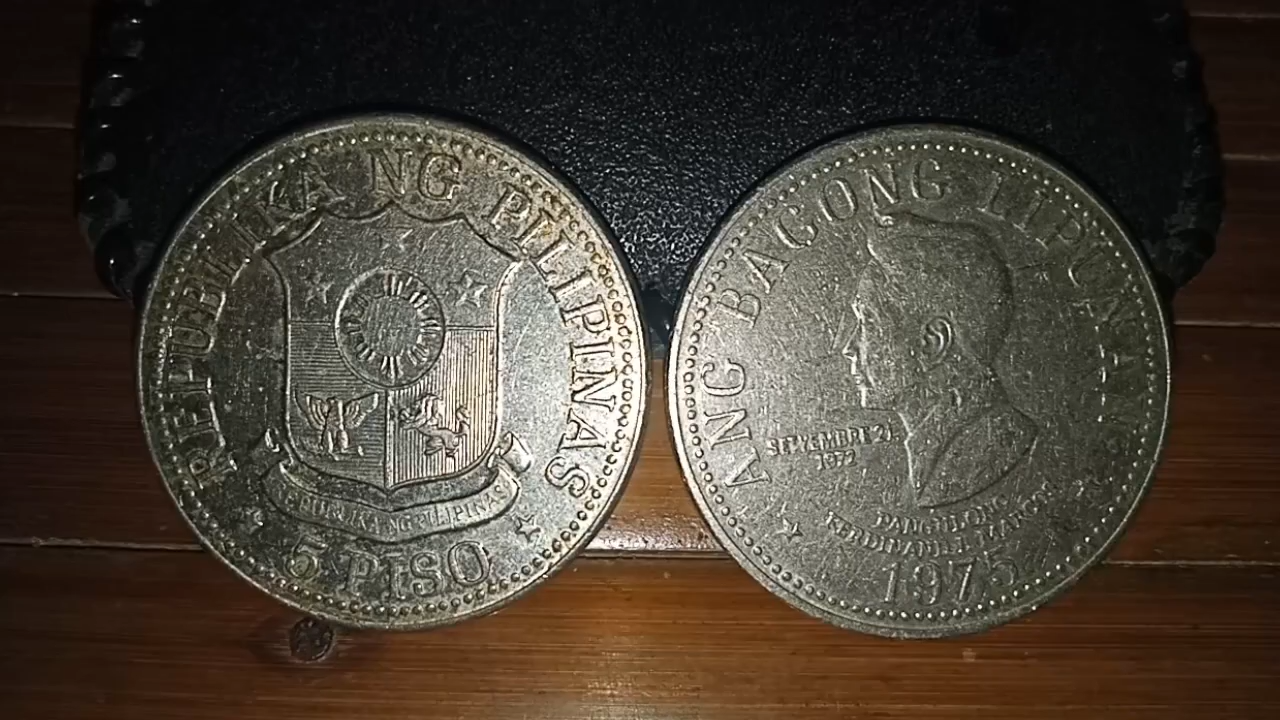 REPUBLIKA NG PILIPINAS
REPUBLIKA NG PILIPINAS
5 PISO
ANG BAGONG LIPUNAN
SETYEMBRE 21
1972
PANGULONG
FERDINAND E. MARCOS
1975